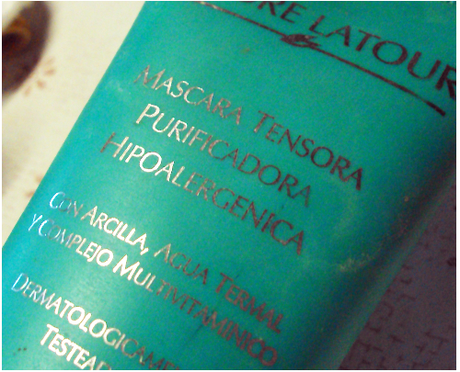 LATOUR
MASCARA TENSORA
PURIFICADORA
HIPOALERGENICA
CON ARCILLA, AGUA TERMAL
Y COMPLEJO MULTIVITAMINICO